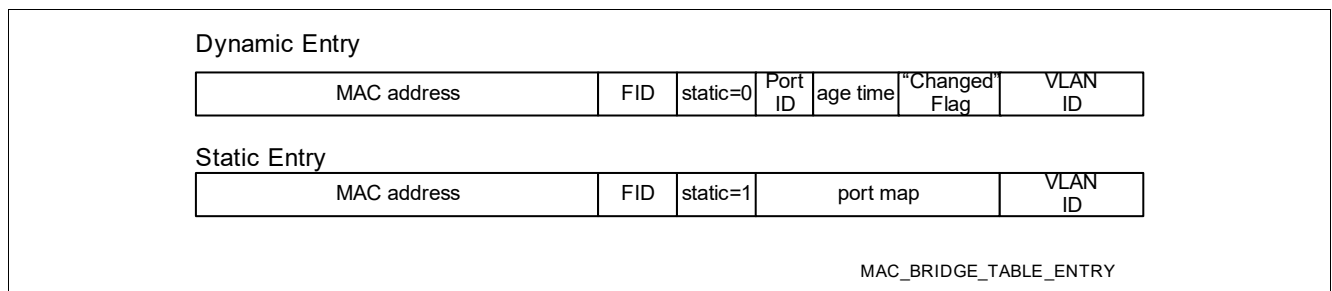 Dynamic Entry
MAC address FID static=0 Port ID age time “Changed” Flag VLAN ID
Static Entry
MAC address FID static=1 port map VLAN ID
MAC_BRIDGE_TABLE_ENTRY